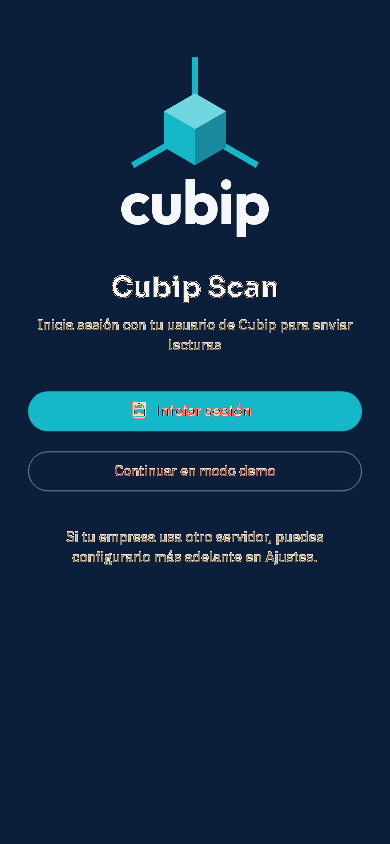 cubip
Cubip Scan
Inicia sesión con tu usuario de Cubip para enviar
lecturas
Iniciar sesión
Continuar en modo demo
Si tu empresa usa otro servidor, puedes
configurarlo más adelante en Ajustes.